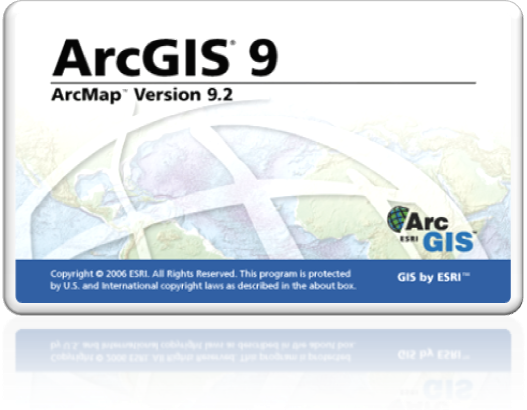 ArcGIS® 9
ArcMap™ Version 9.2
Arc
ESRI GIS™
Copyright © 2006 ESRI. All Rights Reserved. This program is protected
by U.S. and International copyright laws as described in the about box.
GIS by ESRI™